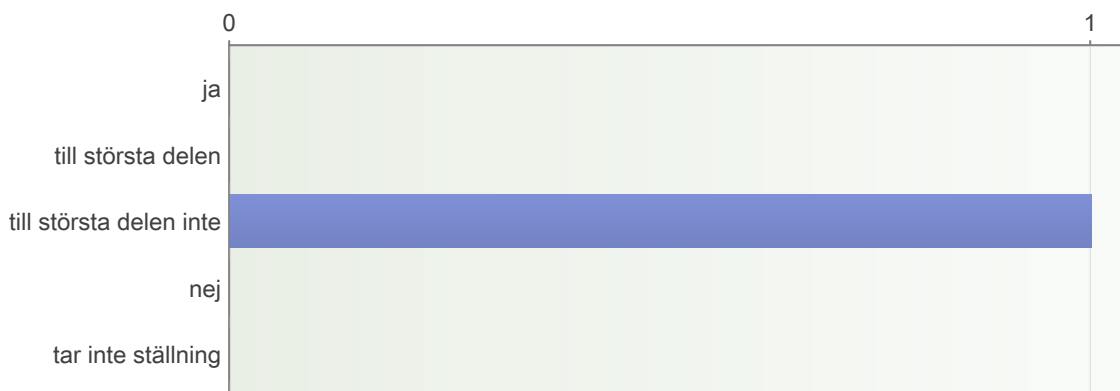 0 1
ja
till största delen
till största delen inte
nej
tar inte ställning